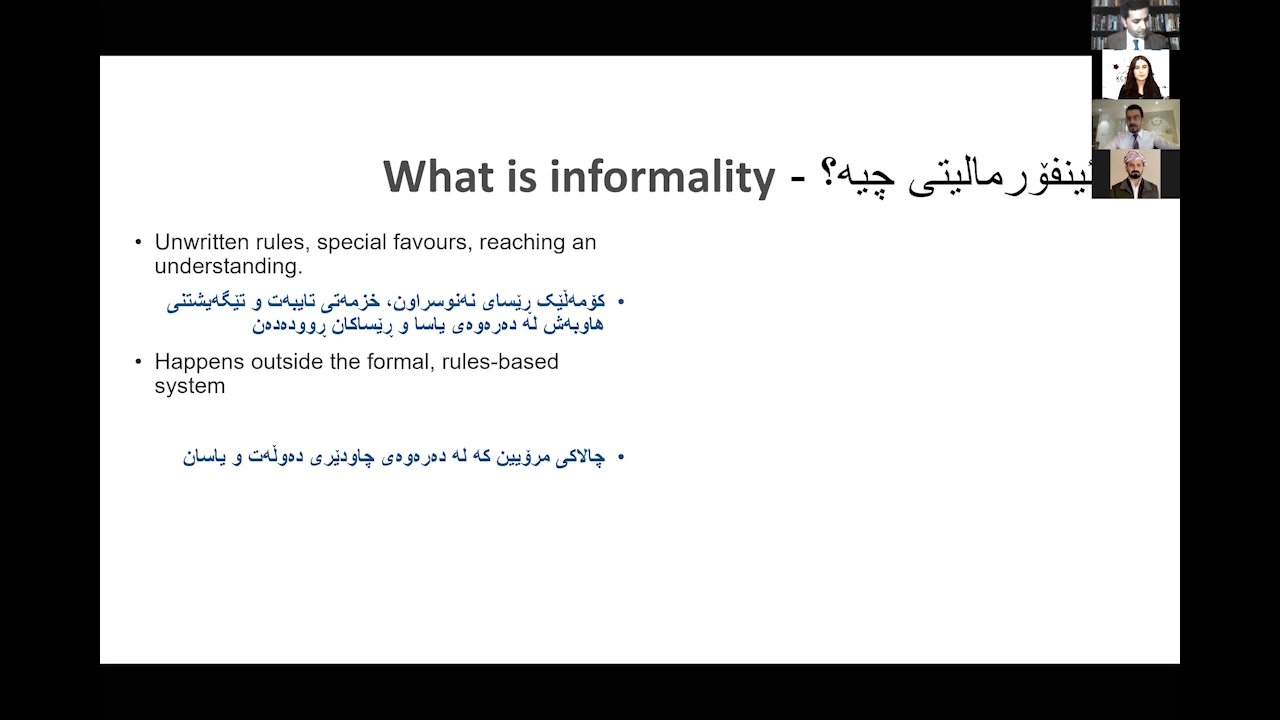 What is informality - ئینفۆرمالیتی چیە؟
• Unwritten rules, special favours, reaching an
understanding.
• کۆمەڵێک ڕێسای نەنوسراون، خزمەتی تایبەت و تێگەیشتنی
هاوبەش لە دەرەوەی یاسا و ڕێساکان ڕوودەدەن
• Happens outside the formal, rules-based
system
• چالاکی مرۆیین کە لە دەرەوەی چاودێری دەوڵەت و یاسان